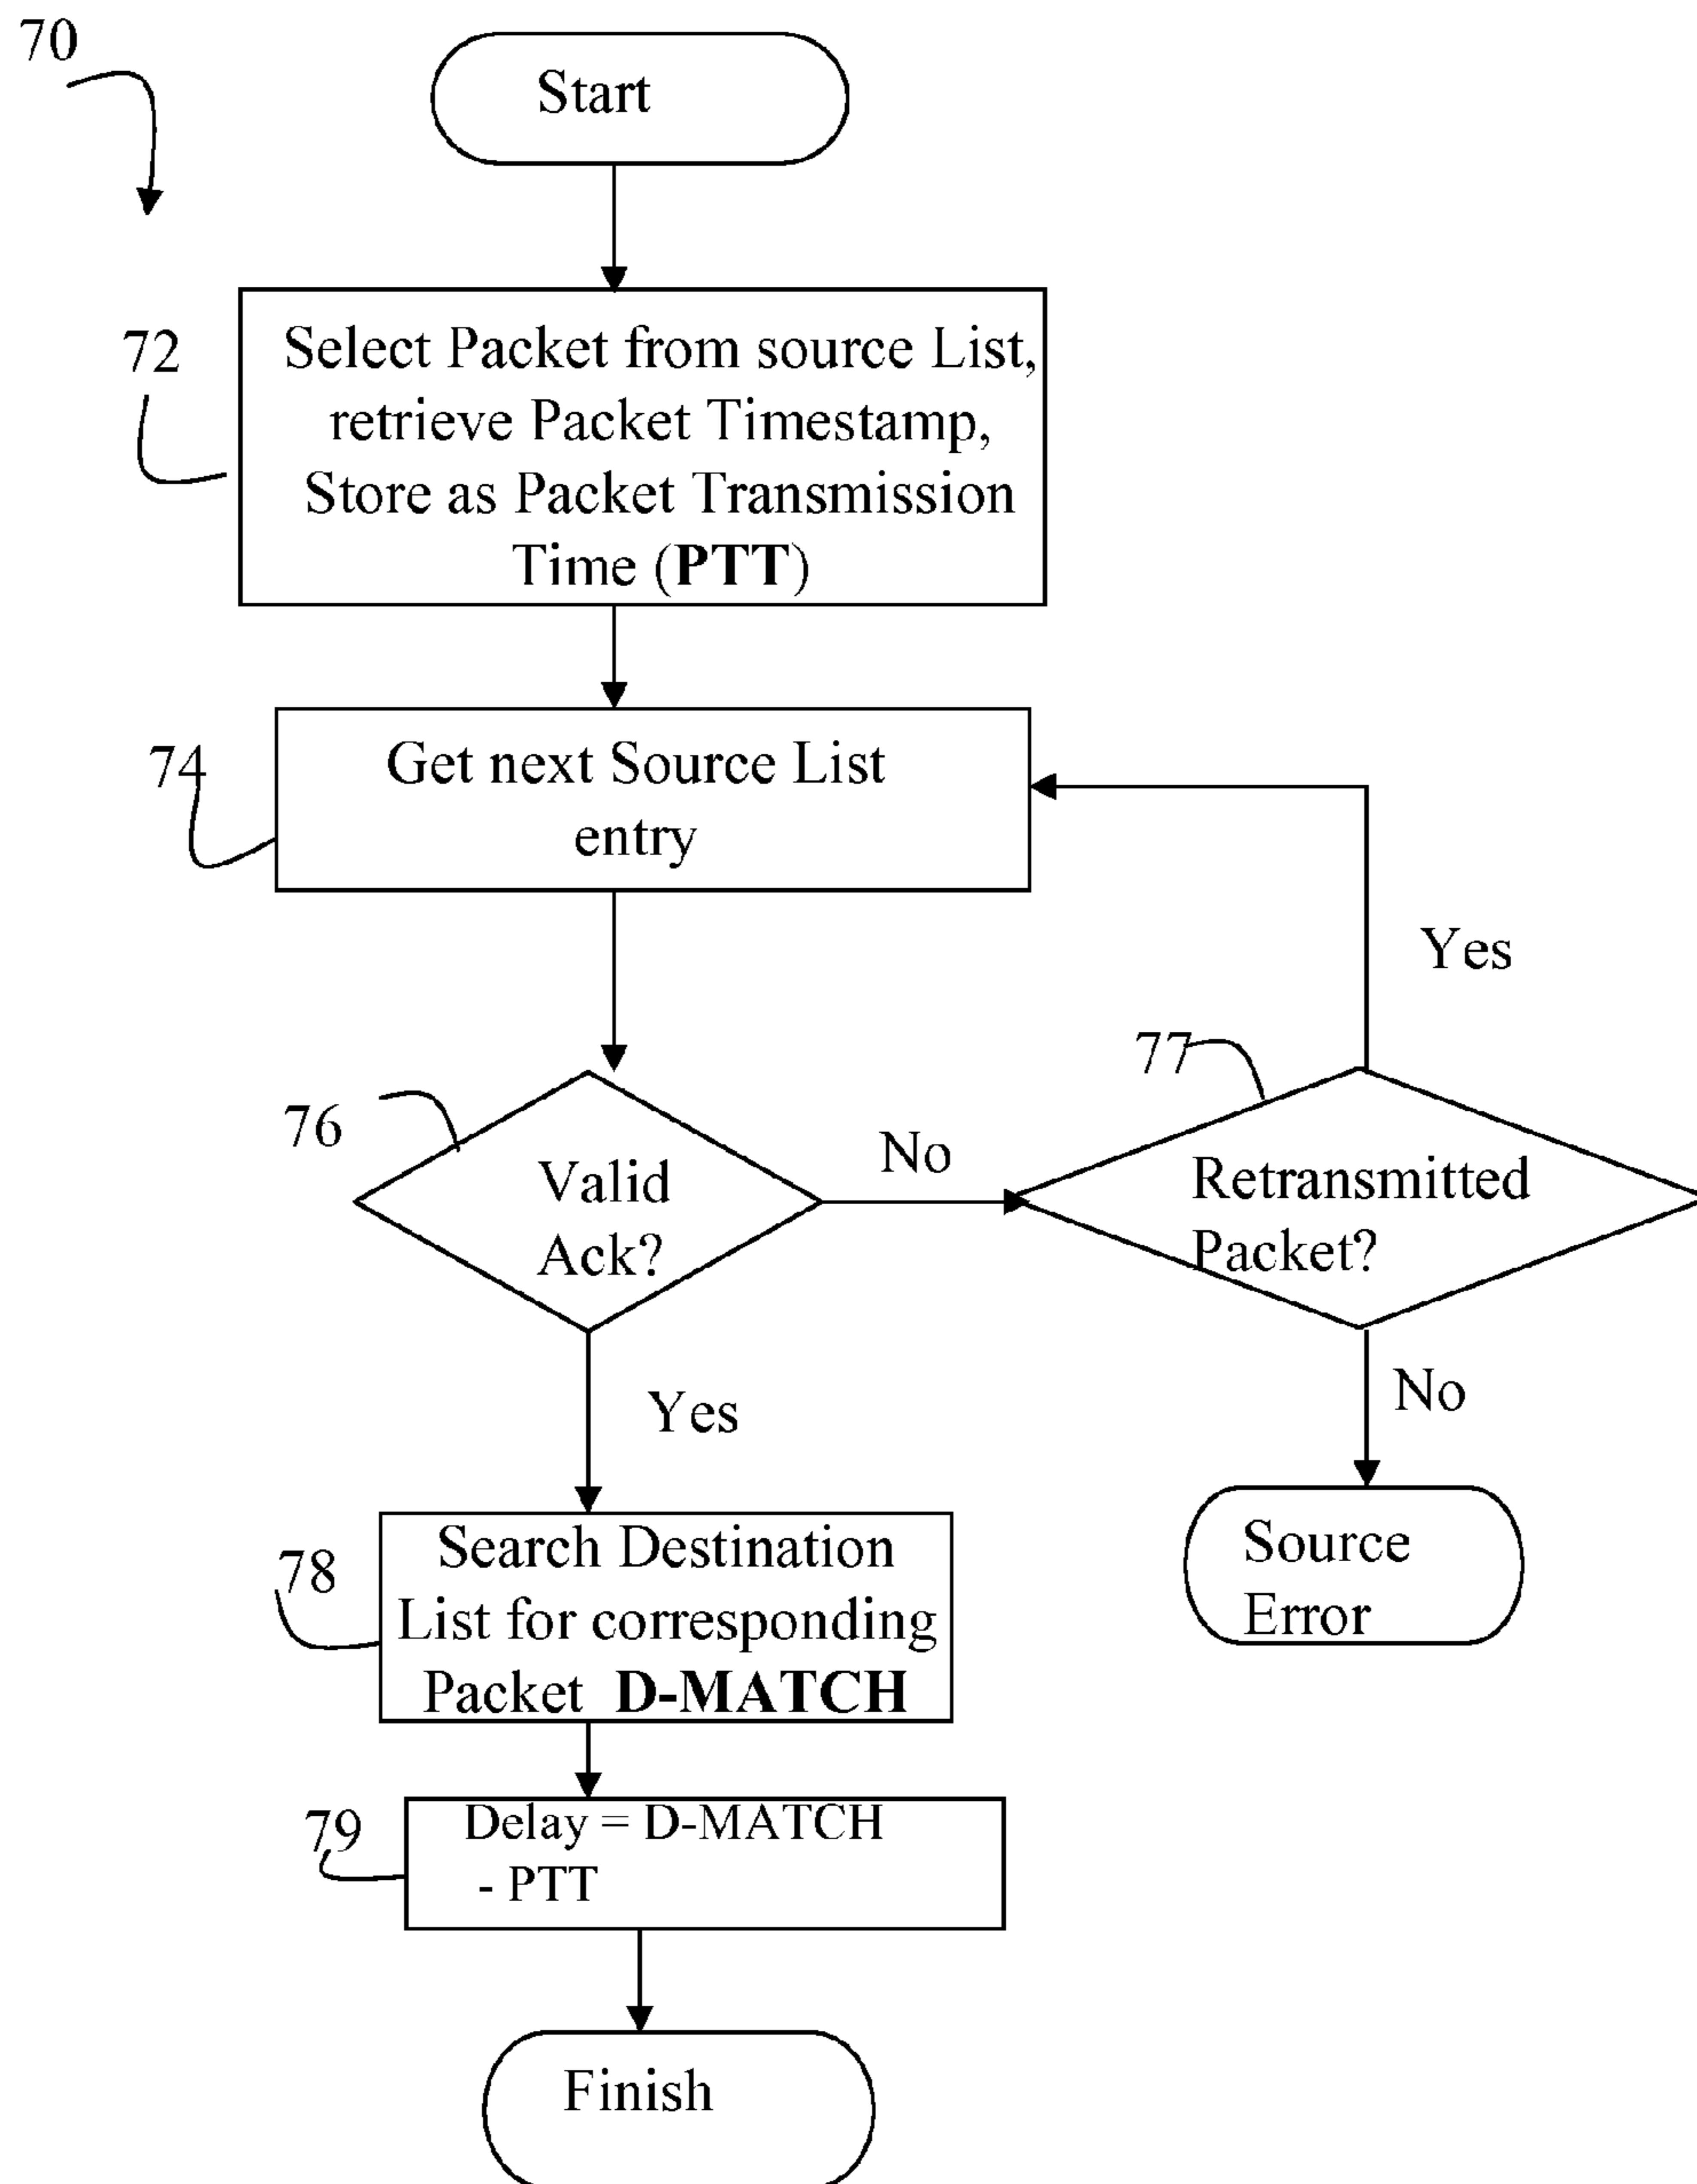 70
Start
72
Select Packet from source List,
retrieve Packet Timestamp,
Store as Packet Transmission
Time (PTT)
74
Get next Source List
entry
Yes
77
76
No
Valid
Ack?
Retransmitted
Packet?
Yes
No
78
Search Destination
List for corresponding
Packet D-MATCH
Source
Error
79
Delay = D-MATCH
- PTT
Finish